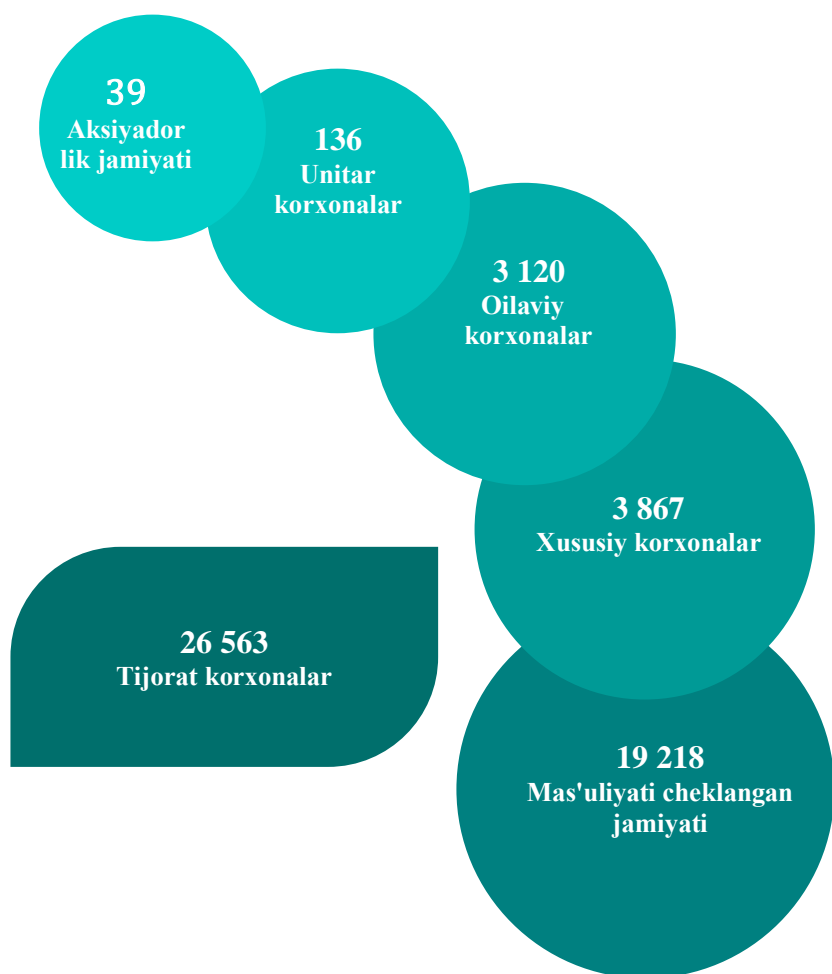 39
Aksiyador
lik jamiyati
136
Unitar
korxonalar
3 120
Oilaviy
korxonalar
3 867
Xususiy korxonalar
26 563
Tijorat korxonalar
19 218
Mas'uliyati cheklangan
jamiyati